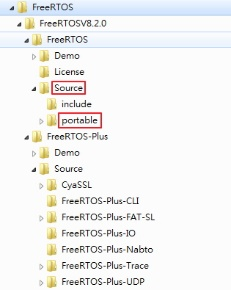 FreeRTOS
FreeRTOSV8.2.0
FreeRTOS
Demo
License
Source
include
portable
FreeRTOS-Plus
Demo
Source
CyaSSL
FreeRTOS-Plus-CLI
FreeRTOS-Plus-FAT-SL
FreeRTOS-Plus-IO
FreeRTOS-Plus-Nabto
FreeRTOS-Plus-Trace
FreeRTOS-Plus-UDP